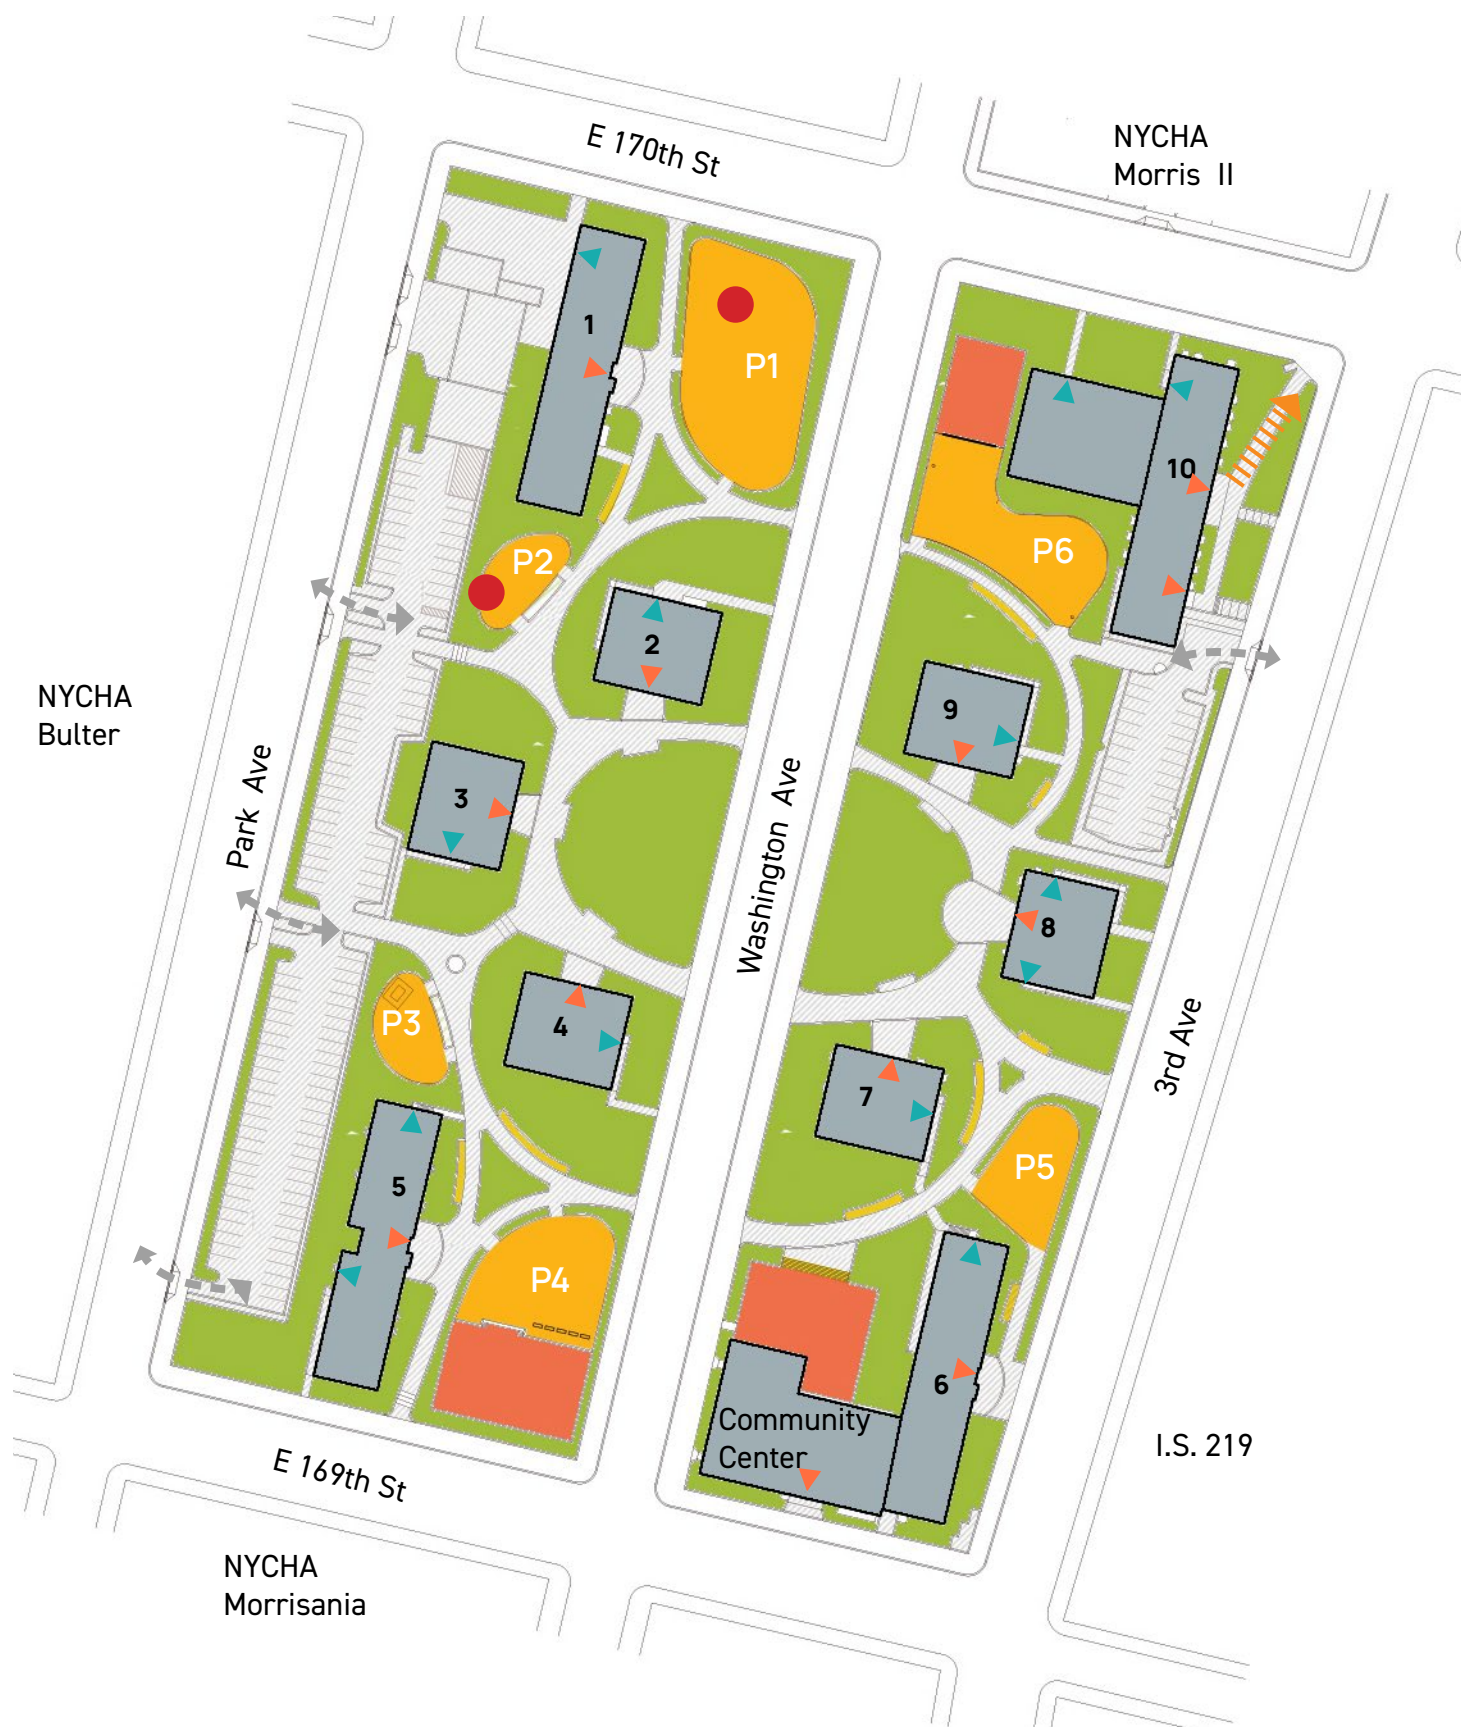 E 170th St
NYCHA
Morris II
1
P1
10
P2
P6
2
NYCHA
Bulter
9
3
Park Ave
Washington Ave
8
P3
4
3rd Ave
7
P5
5
P4
6
Community
Center
I.S. 219
E 169th St
NYCHA
Morrisania